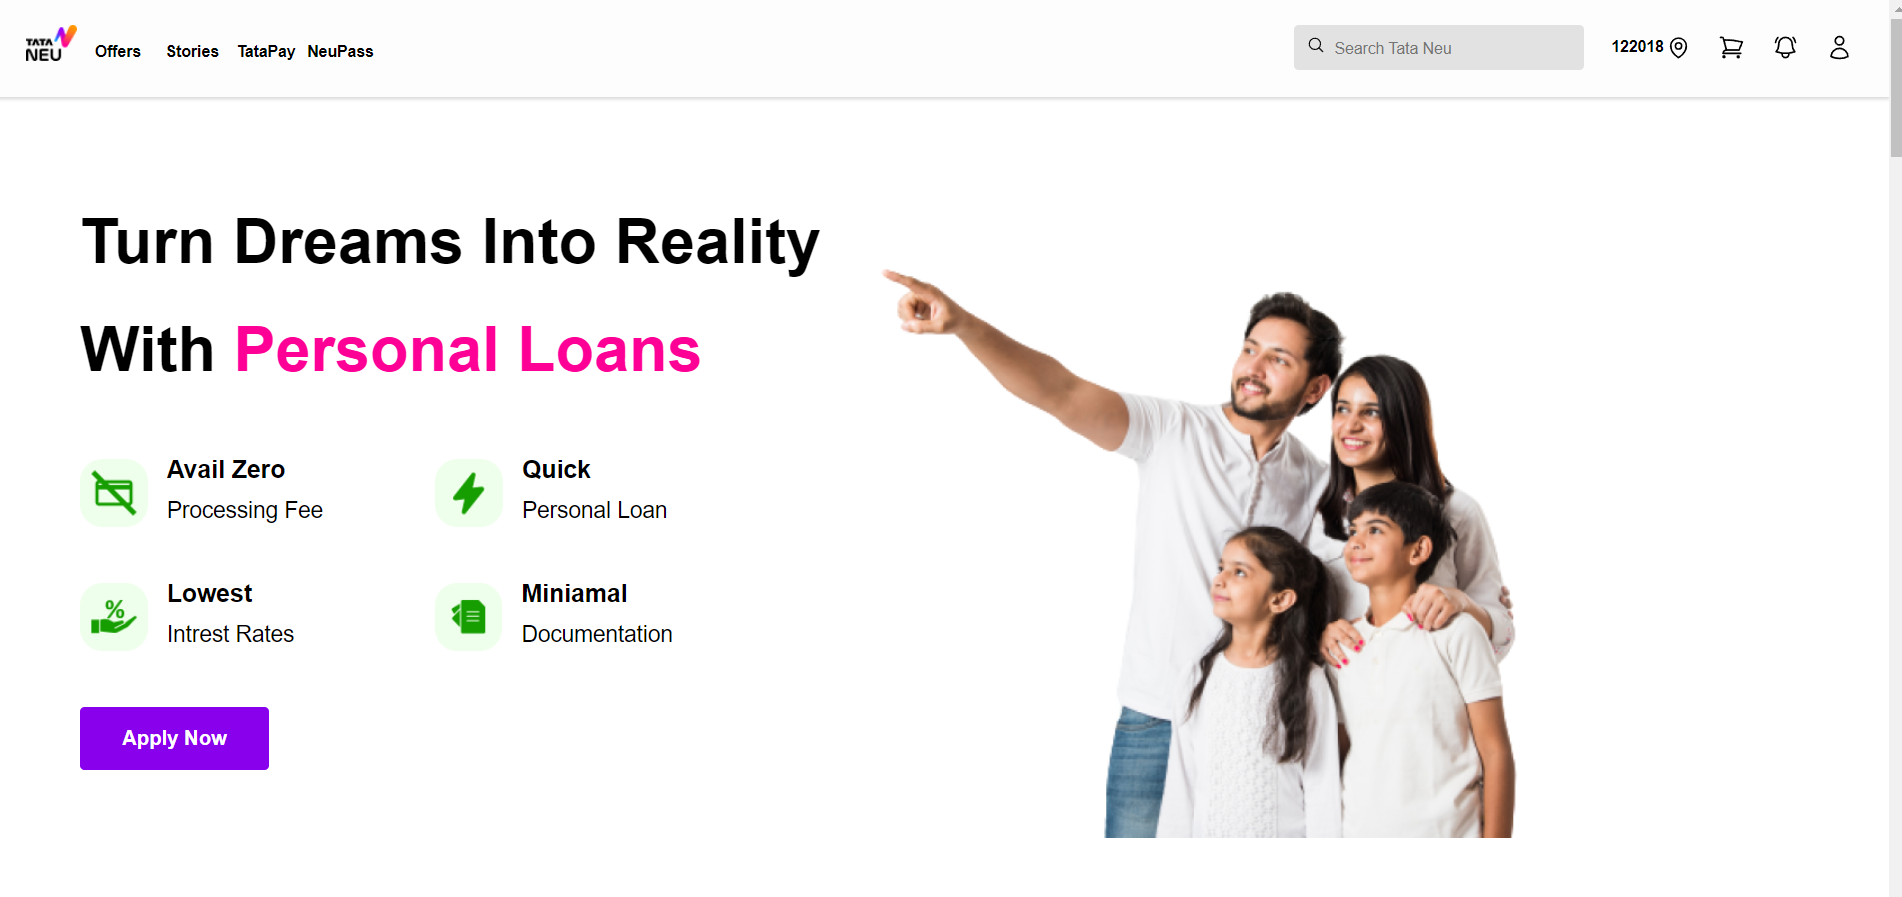 TATA
NEU
Offers Stories TataPay NeuPass
Search Tata Neu
122018
Turn Dreams Into Reality
With Personal Loans
Avail Zero
Processing Fee
Quick
Personal Loan
%
Lowest
Intrest Rates
Miniamal
Documentation
Apply Now